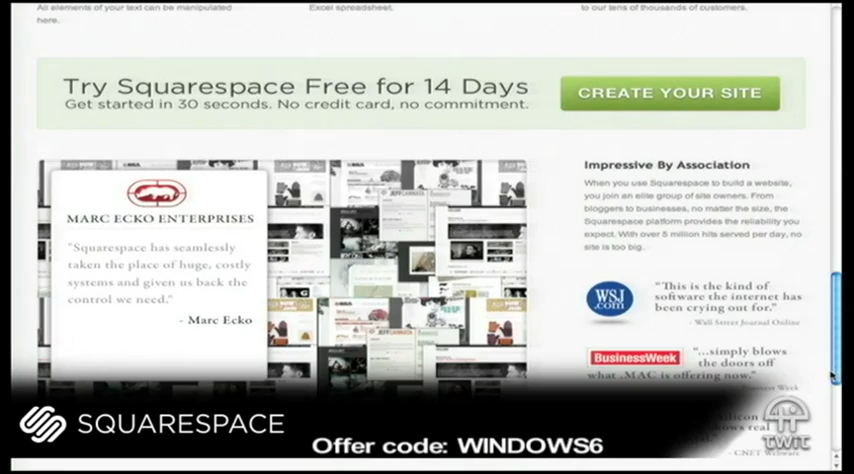 All elements of your text can be manipulated
here.
Excel spreadsheet.
to our tens of thousands of customers.
Try Squarespace Free for 14 Days
Get started in 30 seconds. No credit card, no commitment.
CREATE YOUR SITE
MARC ECKO ENTERPRISES
"Squarespace has seamlessly
taken the place of huge, costly
systems and given us back the
control we need."
- Marc Ecko
Impressive By Association
When you use Squarespace to build a website,
you join an elite group of site owners. From
bloggers to businesses, no matter the size, the
Squarespace platform provides the reliability you
expect. With over 5 million hits served per day, no
site is too big.
WSJ
.com
"This is the kind of
software the internet has
been crying out for."
- Wall Street Journal Online
BusinessWeek
"...simply blows
the doors off
what .MAC is offering now."
Week
real
- CNET Webware
SQUARESPACE
Offer code: WINDOWS6
TWiT